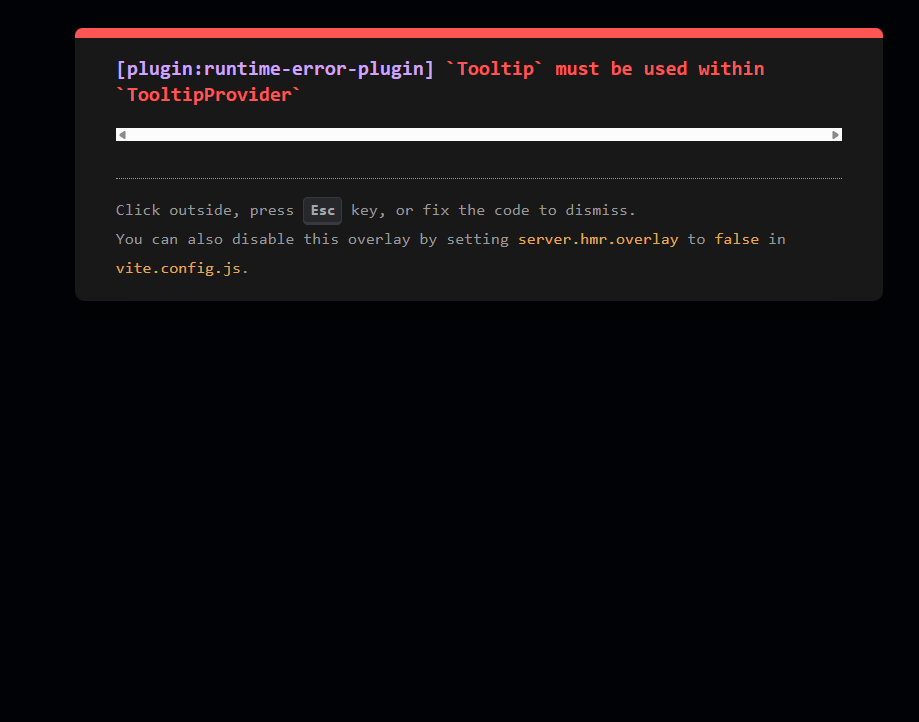 [plugin:runtime-error-plugin] `Tooltip` must be used within
`TooltipProvider`
Click outside, press Esc key, or fix the code to dismiss.
You can also disable this overlay by setting server.hmr.overlay to false in
vite.config.js.